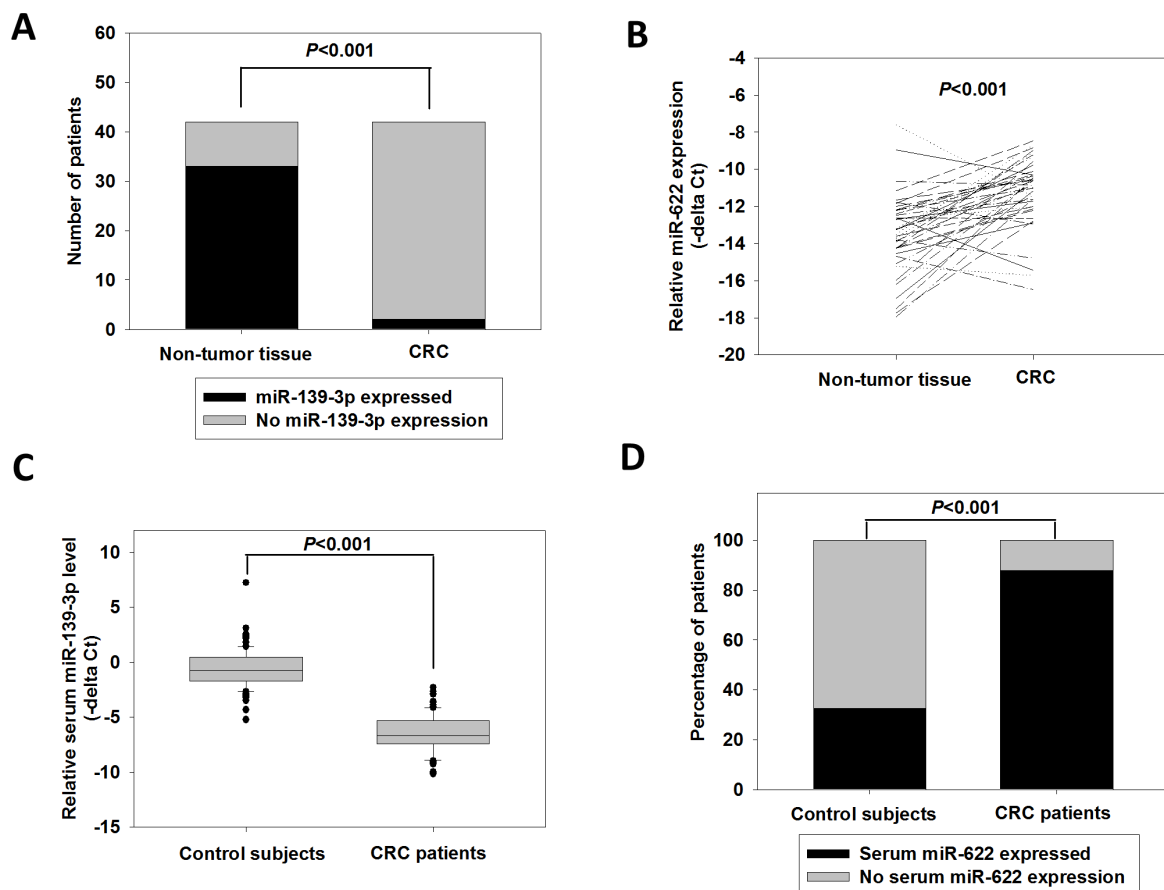 A
P<0.001
Number of patients
60
50
40
30
20
10
0
Non-tumor tissue
CRC
miR-139-3p expressed
No miR-139-3p expression
B
P<0.001
Relative miR-622 expression
(-delta Ct)
-4
-6
-8
-10
-12
-14
-16
-18
-20
Non-tumor tissue
CRC
C
P<0.001
Relative serum miR-139-3p level
(-delta Ct)
10
5
0
-5
-10
-15
Control subjects
CRC patients
D
P<0.001
Percentage of patients
100
80
60
40
20
0
Control subjects
CRC patients
Serum miR-622 expressed
No serum miR-622 expression